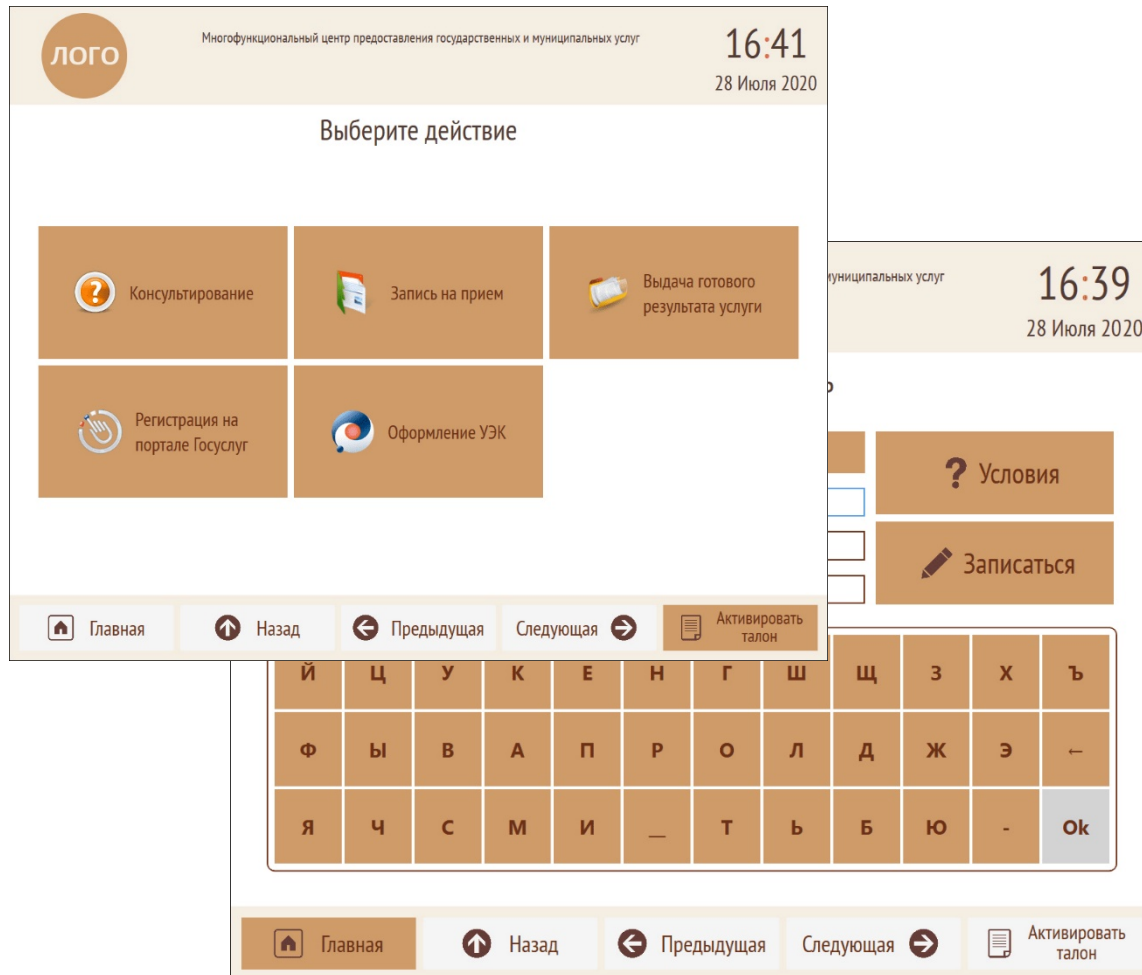 ЛОГО
Многофункциональный центр предоставления государственных и муниципальных услуг
16:41
28 Июля 2020
Выберите действие
Консультирование
Запись на прием
Выдача готового
результата услуги
Регистрация на
портале Госуслуг
Оформление УЭК
Главная
Назад
Предыдущая
Следующая
Активировать
талон
муниципальных услуг
16:39
28 Июля 2020
? Условия
Записаться
Й Ц У К Е Н Г Ш Щ З Х Ъ
Ф Ы В А П Р О Л Д Ж Э ←
Я Ч С М И _ Т Ь Б Ю - Ok
Главная
Назад
Предыдущая
Следующая
Активировать
талон